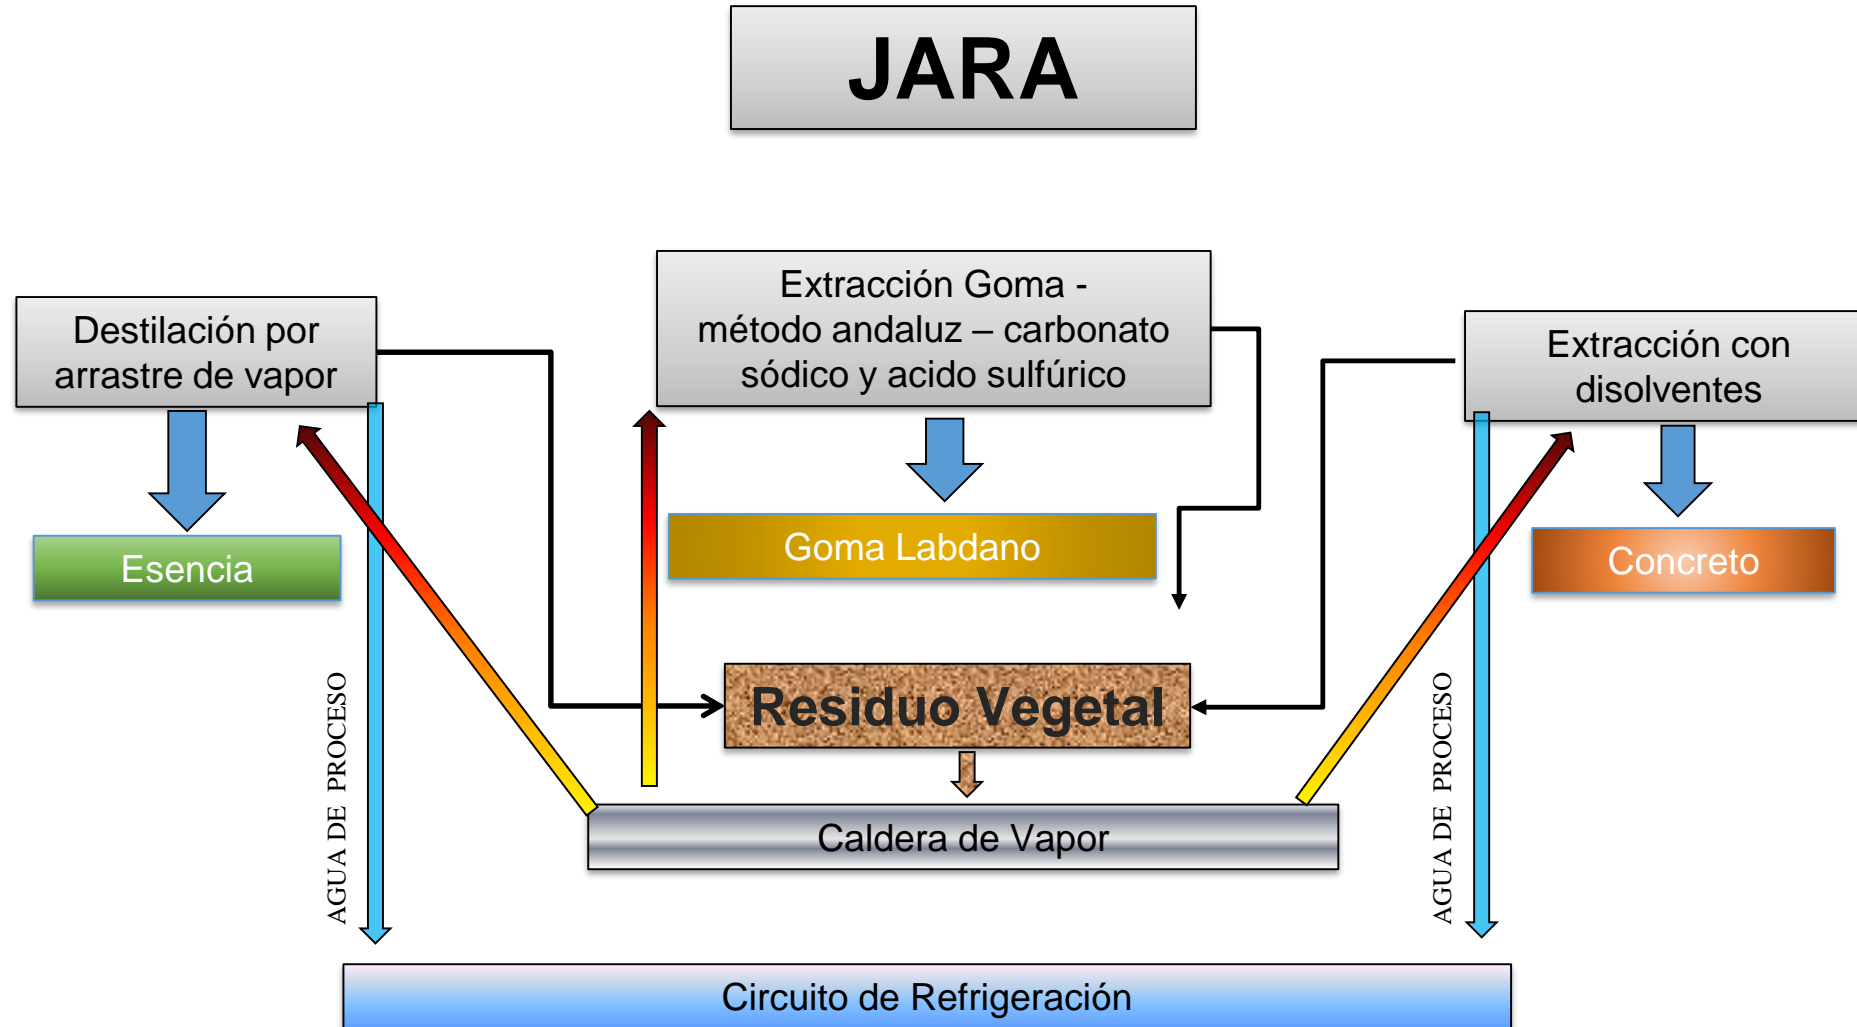 JARA
Destilación por
arrastre de vapor
Extracción Goma -
método andaluz – carbonato
sódico y acido sulfúrico
Extracción con
disolventes
Esencia
Goma Labdano
Concreto
Residuo Vegetal
AGUA DE PROCESO
AGUA DE PROCESO
Caldera de Vapor
Circuito de Refrigeración